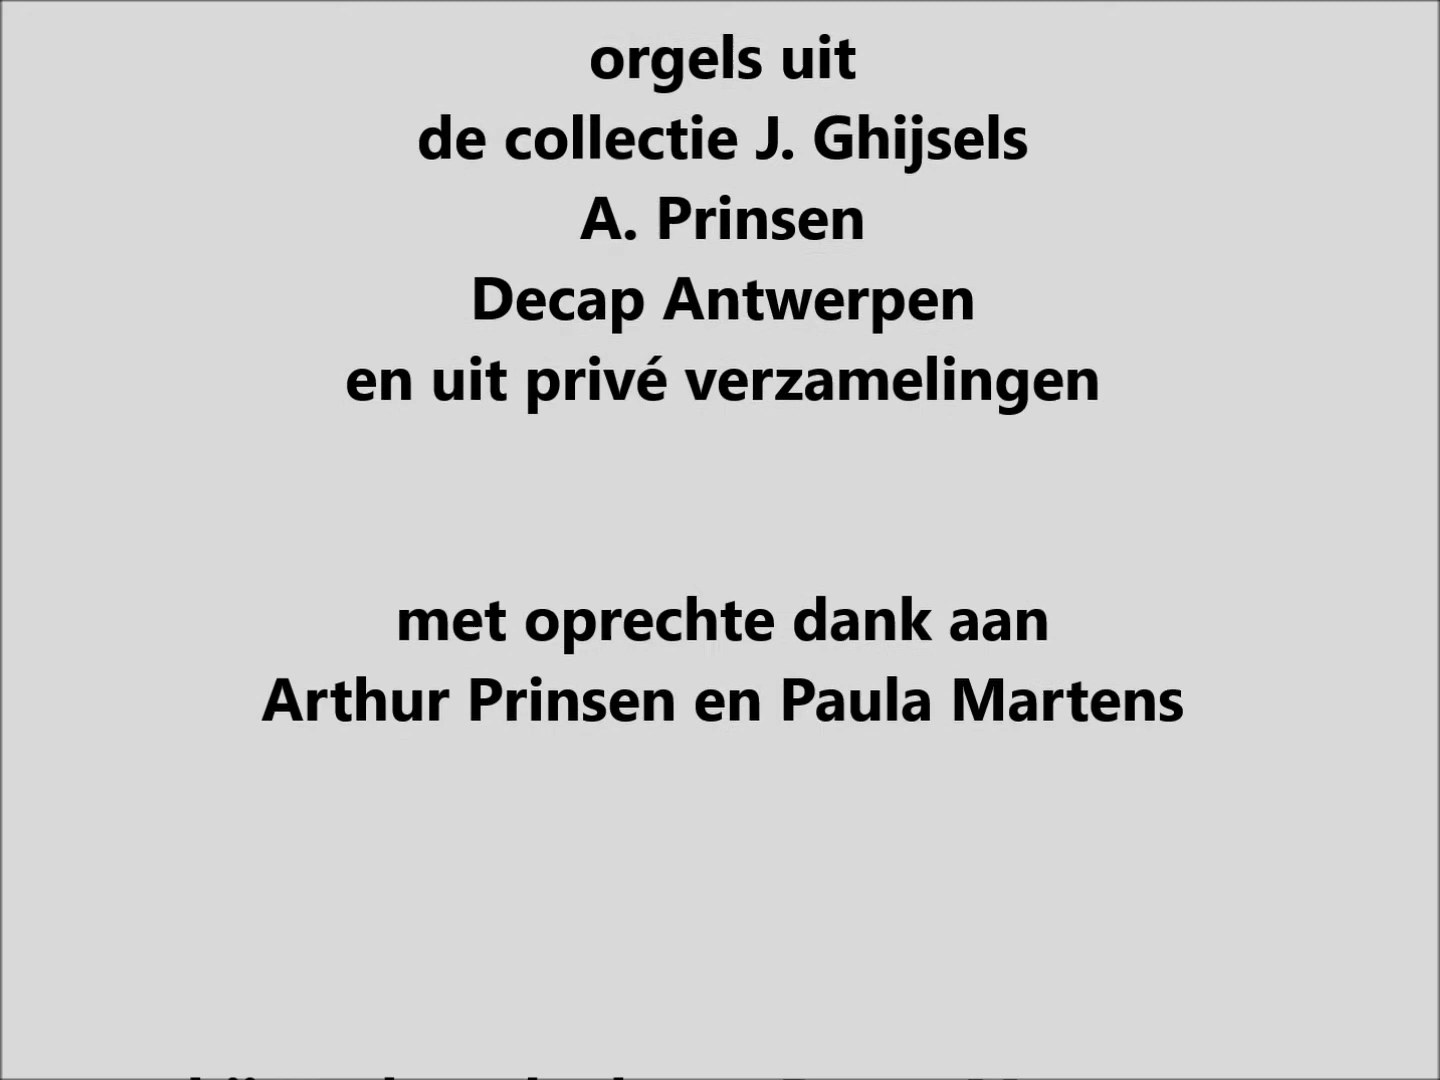 orgels uit
de collectie J. Ghijsels
A. Prinsen
Decap Antwerpen
en uit privé verzamelingen
met oprechte dank aan
Arthur Prinsen en Paula Martens